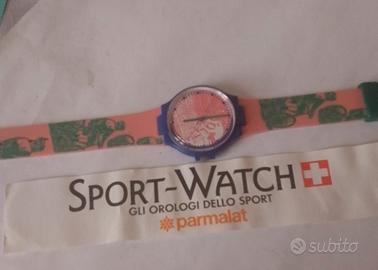 SPORT-WATCH
GLI OROLOGI DELLO SPORT
parmalat
subito